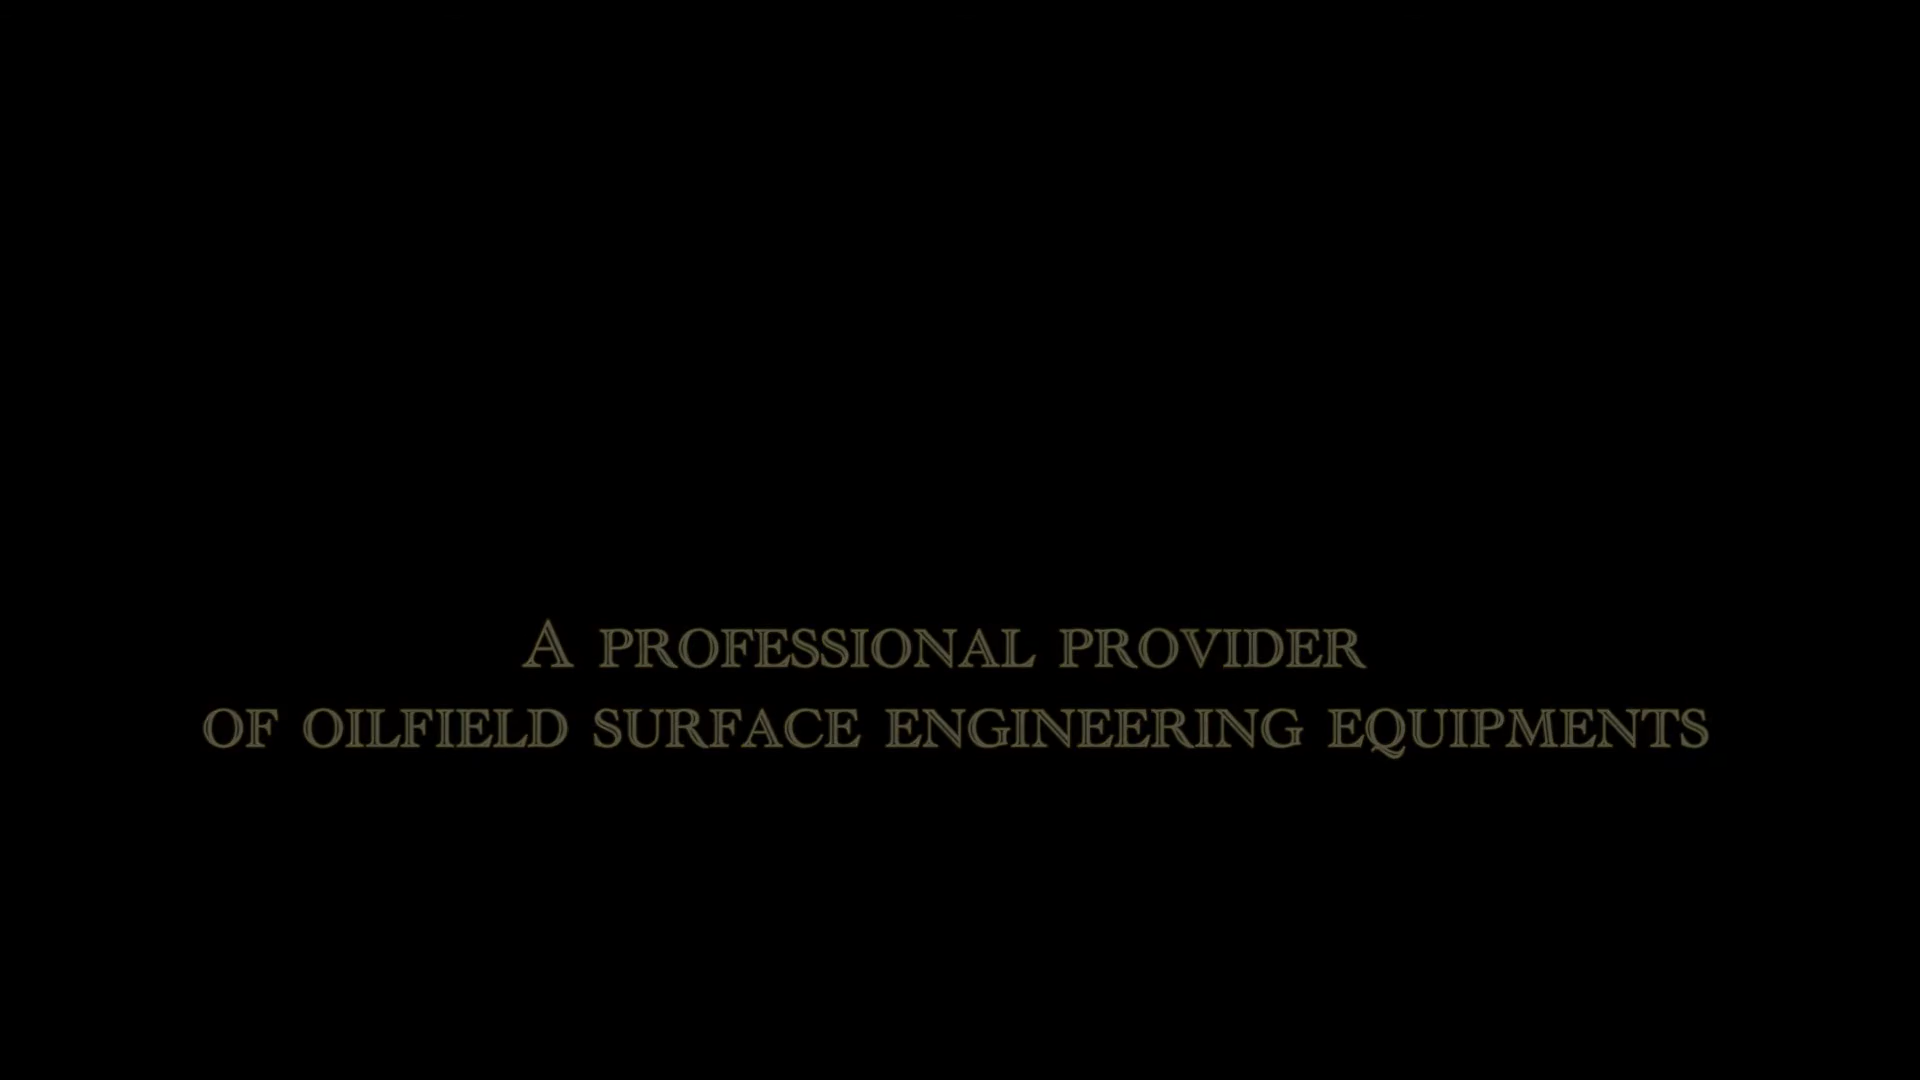 A PROFESSIONAL PROVIDER
OF OILFIELD SURFACE ENGINEERING EQUIPMENTS